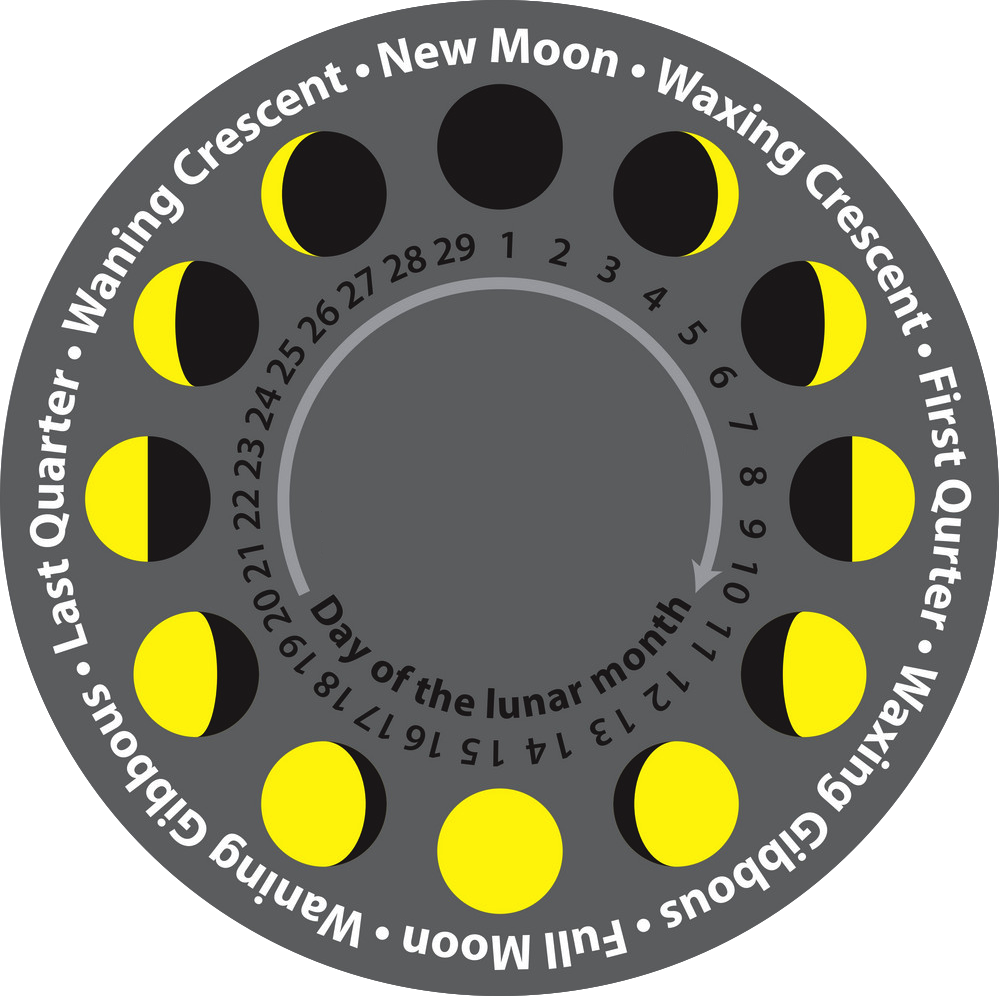 New Moon • Waxing Crescent • First Qurter • Waxing Gibbous • Full Moon • Waning Gibbous • Last Quarter • Waning Crescent •
1 2 3 4 5 6 7 8 9 10 11 12 13 14 15 16 17 18 19 20 21 22 23 24 25 26 27 28 29
Day of the lunar month